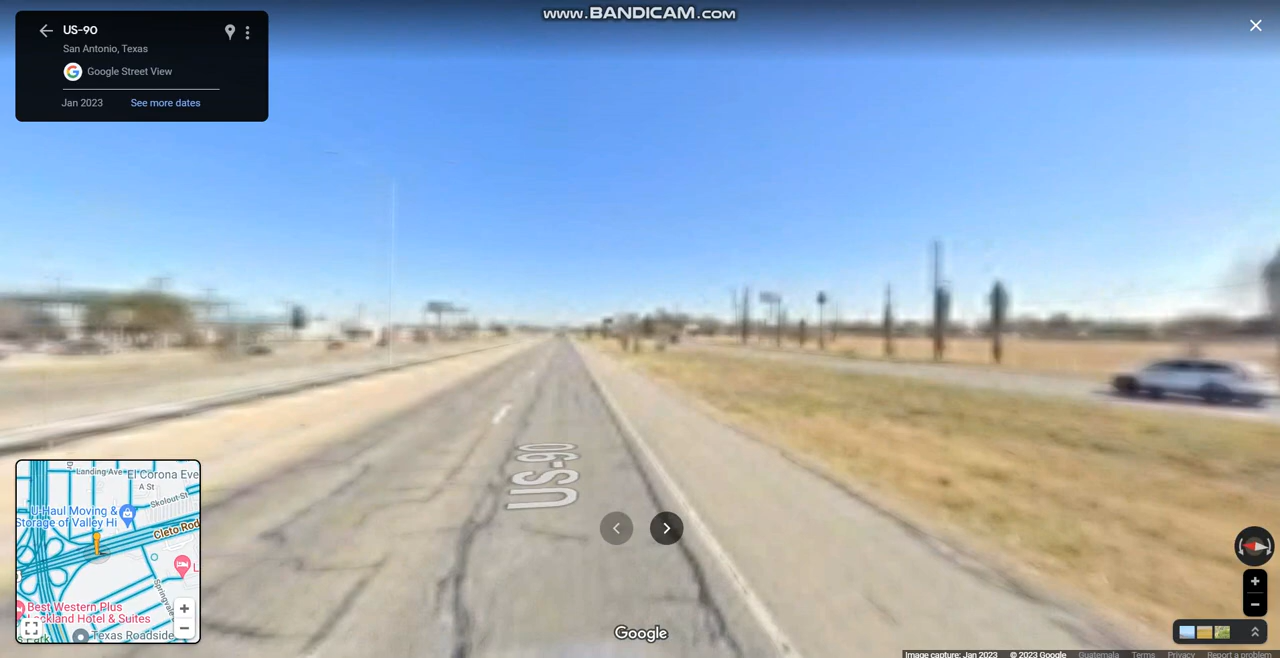 www.BANDICAM.com
US-90
San Antonio, Texas
Google Street View
Jan 2023 See more dates
US-90
Landing Ave
El Corona Eve
A St
Skolout St
U-Haul Moving &
Storage of Valley Hi
Cleto Rod
L
Springvale
Best Western Plus
Lackland Hotel & Suites
s Park
Texas Roadside
Google
Image capture: Jan 2023 © 2023 Google Guatemala Terms Privacy Report a problem